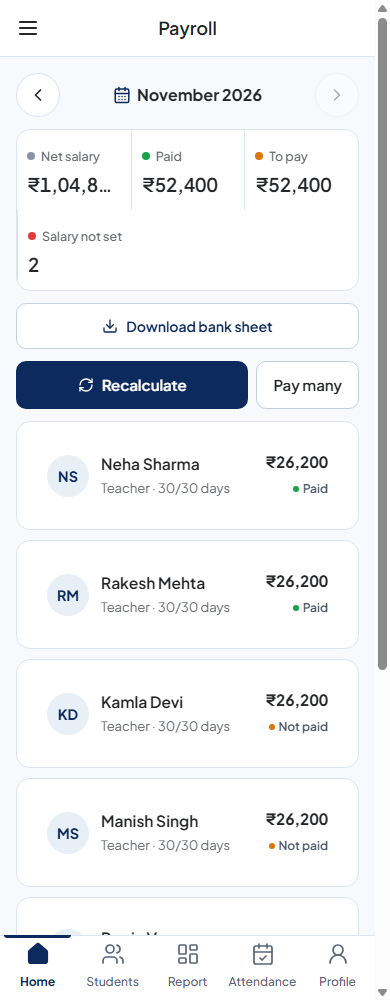 Payroll
November 2026
Net salary
₹1,04,8...
Paid
₹52,400
To pay
₹52,400
Salary not set
2
Download bank sheet
Recalculate
Pay many
NS
Neha Sharma
Teacher · 30/30 days
₹26,200
Paid
RM
Rakesh Mehta
Teacher · 30/30 days
₹26,200
Paid
KD
Kamla Devi
Teacher · 30/30 days
₹26,200
Not paid
MS
Manish Singh
Teacher · 30/30 days
₹26,200
Not paid
Home
Students
Report
Attendance
Profile